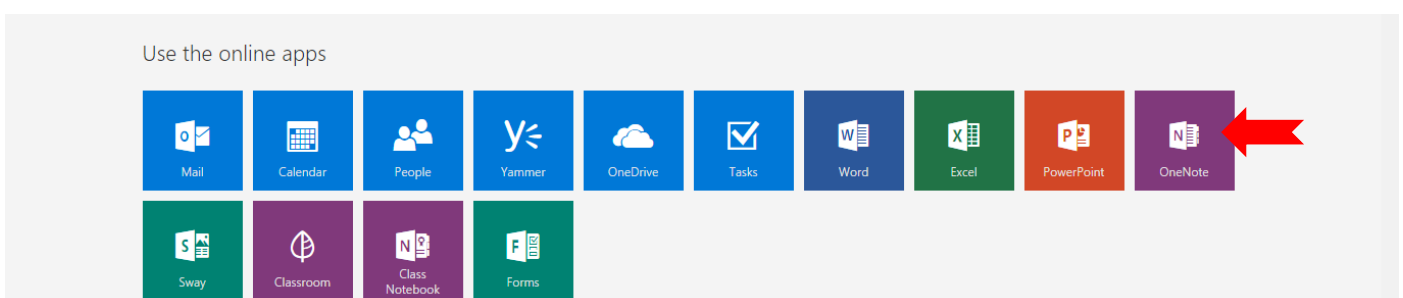 Use the online apps
Mail Calendar People Yammer OneDrive Tasks Word Excel PowerPoint OneNote
Sway Classroom Class Notebook Forms